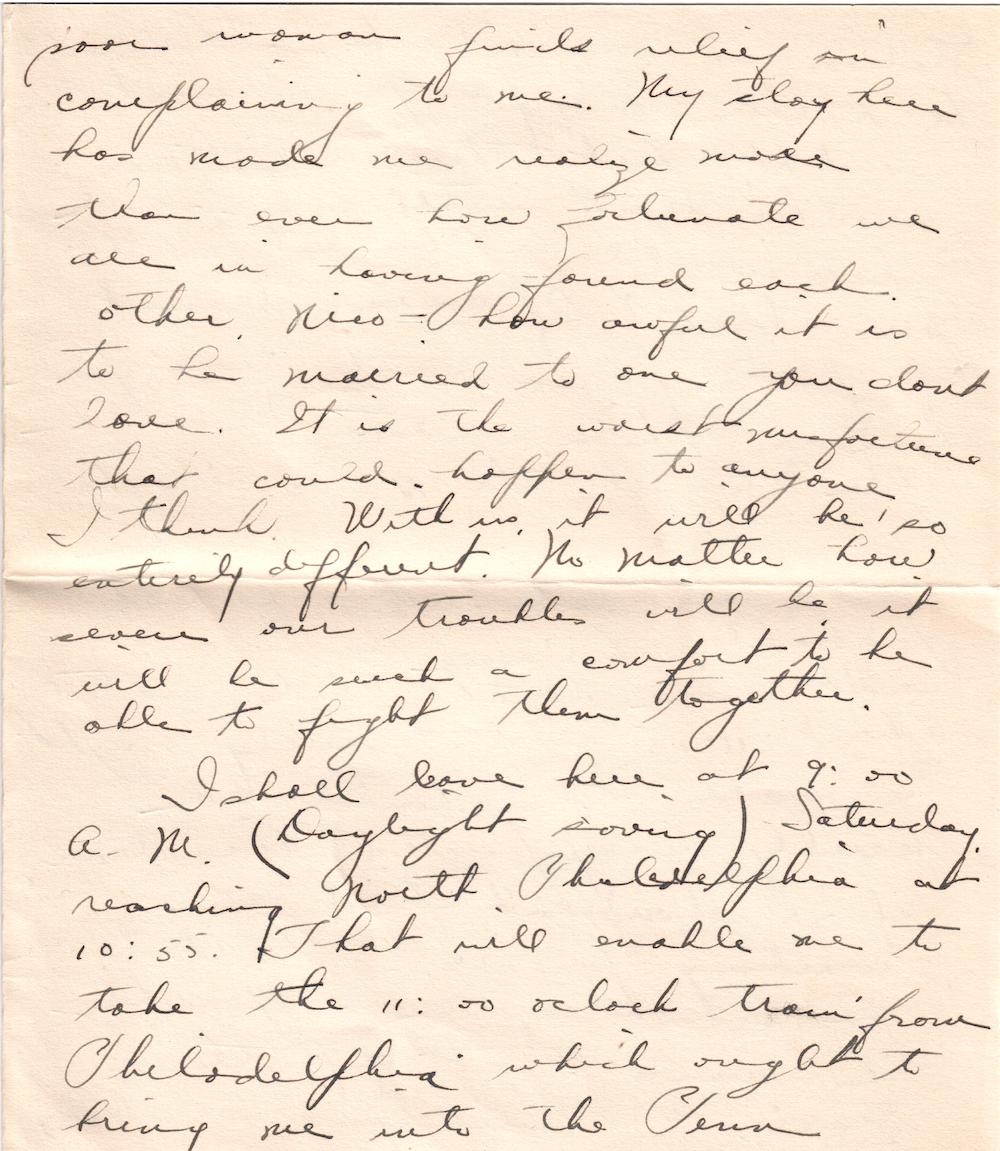 poor woman finds relief in
complaining to me. My stay here
has made me realize more
than ever how fortunate we
are in having found each
other, Nico - how awful it is
to be married to one you dont
love. It is the worst misfortune
that could happen to anyone
I think. With us, it will be so
entirely different. No matter how
severe our troubles will be it
will be such a comfort to be
able to fight them together.
I shall leave here at 9:00
A. M. (Daylight saving) Saturday,
reaching North Philadelphia at
10:55. That will enable me to
take the 11:00 oclock train from
Philadelphia which ought to
bring me into the Penn